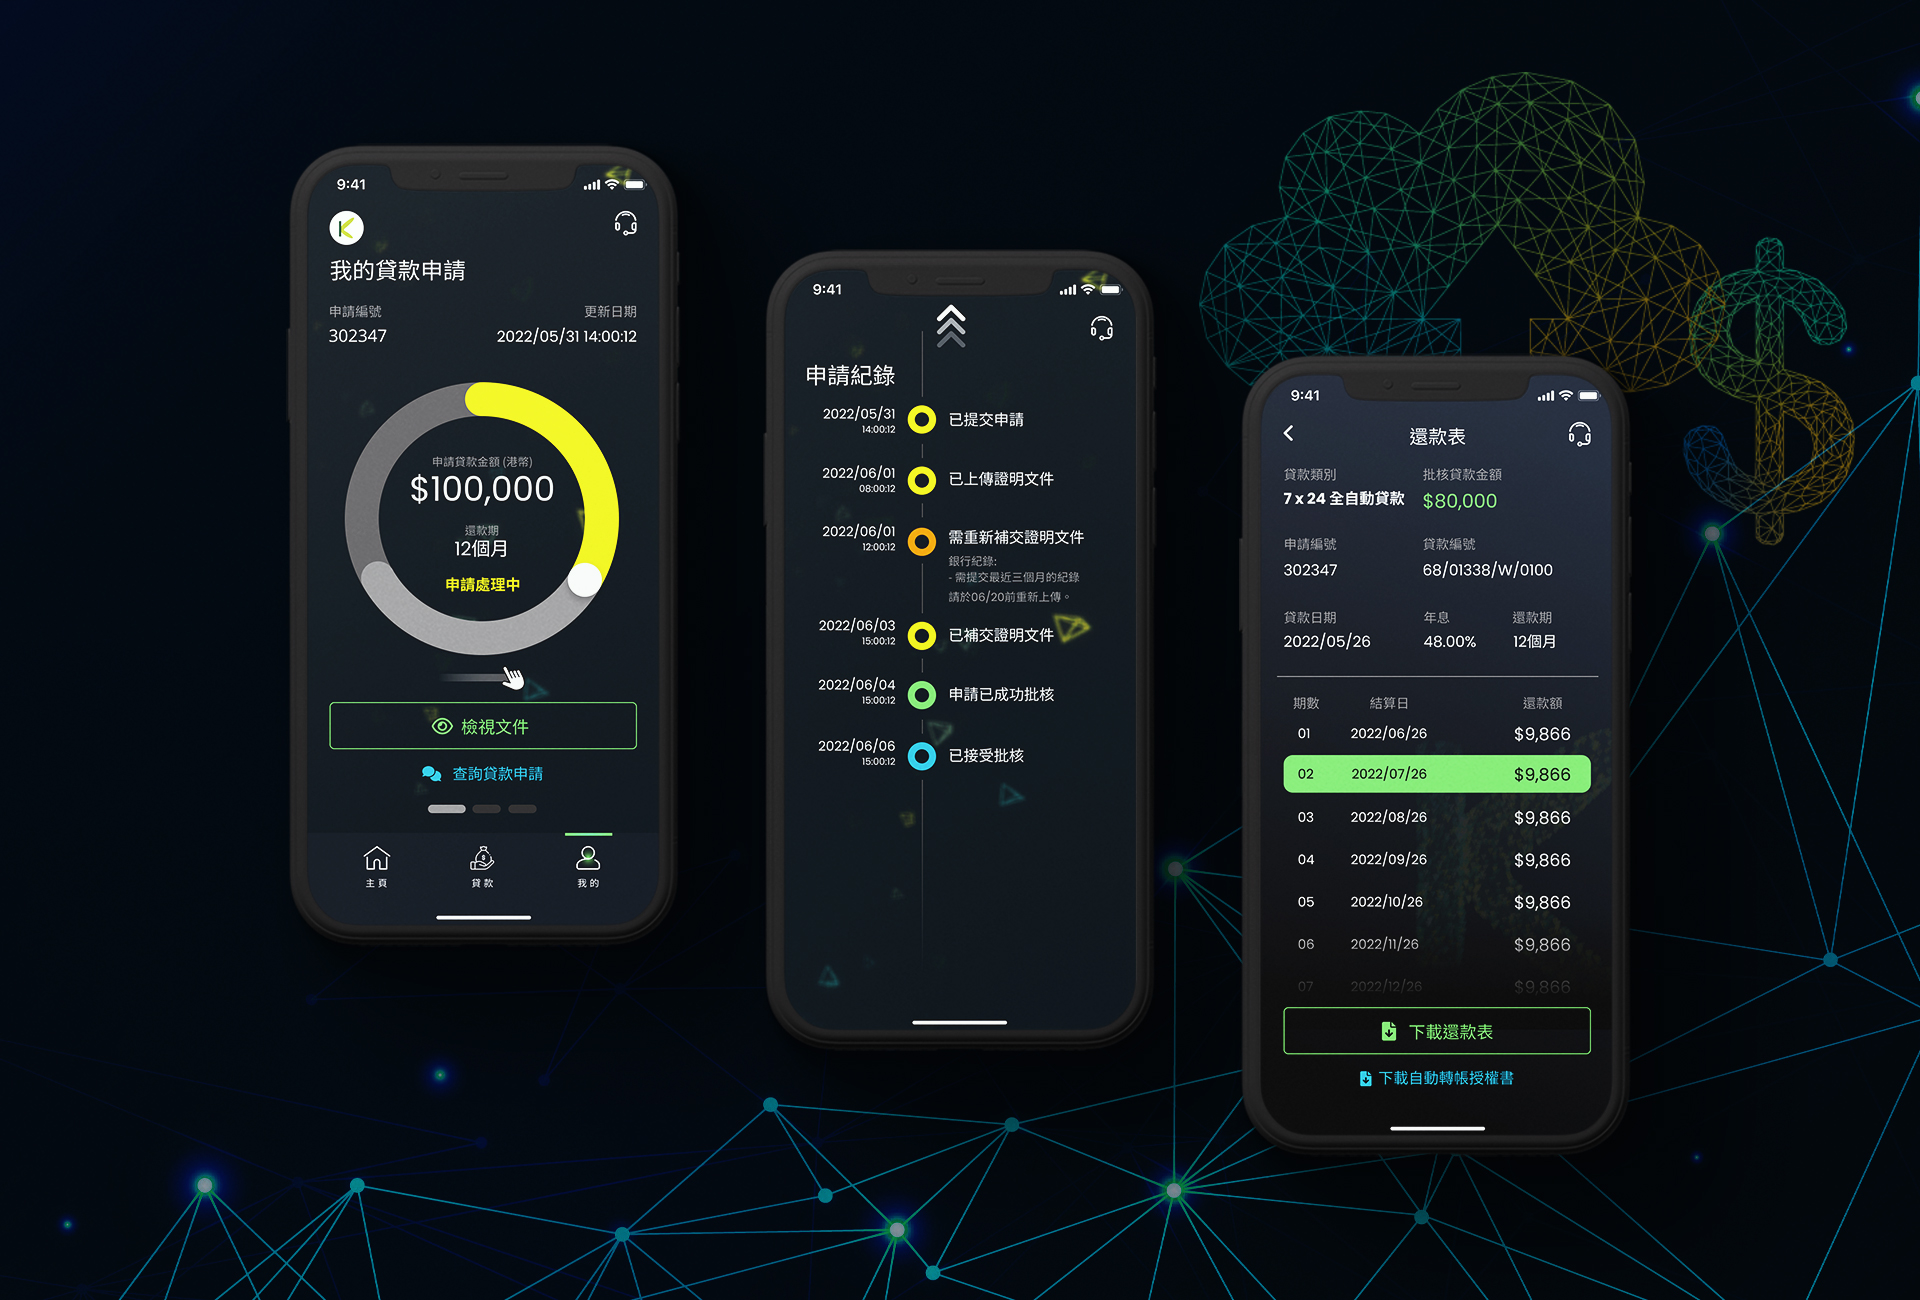 9:41
K
我的貸款申請
申請編號 更新日期
302347 2022/05/31 14:00:12
申請貸款金額 (港幣)
$100,000
還款期
12個月
申請處理中
檢視文件
查詢貸款申請
主頁 貸款 我的
9:41
申請紀錄
2022/05/31 已提交申請
14:00:12
2022/06/01 已上傳證明文件
08:00:12
2022/06/01 需重新補交證明文件
12:00:12
銀行紀錄:
- 需提交最近三個月的紀錄
請於06/20前重新上傳。
2022/06/03 已補交證明文件
15:00:12
2022/06/04 申請已成功批核
15:00:12
2022/06/06 已接受批核
15:00:12
9:41
還款表
貸款類別 批核貸款金額
7 x 24 全自動貸款 $80,000
申請編號 貸款編號
302347 68/01338/W/0100
貸款日期 年息 還款期
2022/05/26 48.00% 12個月
期數 結算日 還款額
01 2022/06/26 $9,866
02 2022/07/26 $9,866
03 2022/08/26 $9,866
04 2022/09/26 $9,866
05 2022/10/26 $9,866
06 2022/11/26 $9,866
07 2022/12/26 $9,866
下載還款表
下載自動轉帳授權書